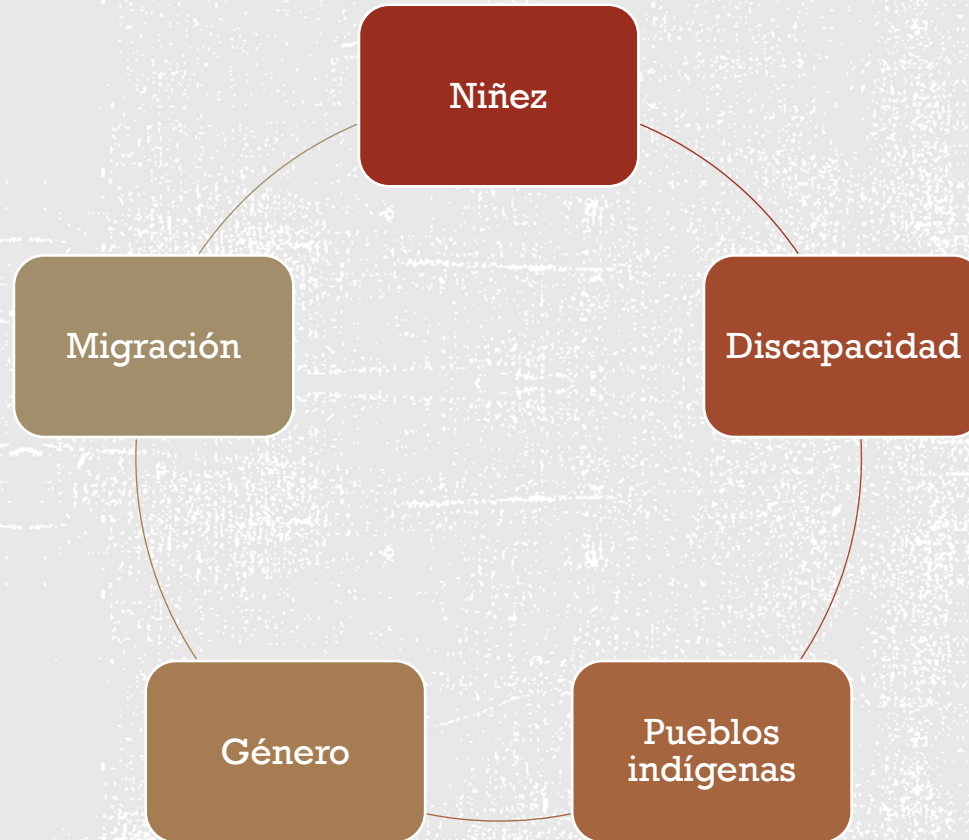 Niñez
Migración
Discapacidad
Género
Pueblos
indígenas